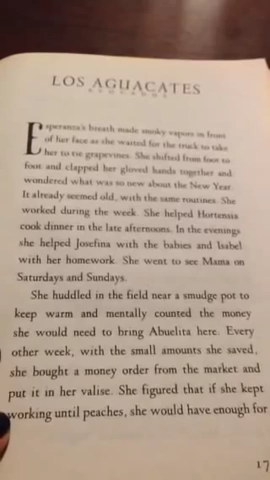 LOS AGUACATES
AVOCADOS
Esperanza's breath made smoky vapors in front
of her face as she waited for the truck to take
her to tie grapevines. She shifted from foot to
foot and clapped her gloved hands together and
wondered what was so new about the New Year.
It already seemed old, with the same routines. She
worked during the week. She helped Hortensia
cook dinner in the late afternoons. In the evenings
she helped Josefina with the babies and Isabel
with her homework. She went to see Mama on
Saturdays and Sundays.
She huddled in the field near a smudge pot to
keep warm and mentally counted the money
she would need to bring Abuelita here. Every
other week, with the small amounts she saved,
she bought a money order from the market and
put it in her valise. She figured that if she kept
working until peaches, she would have enough for
17